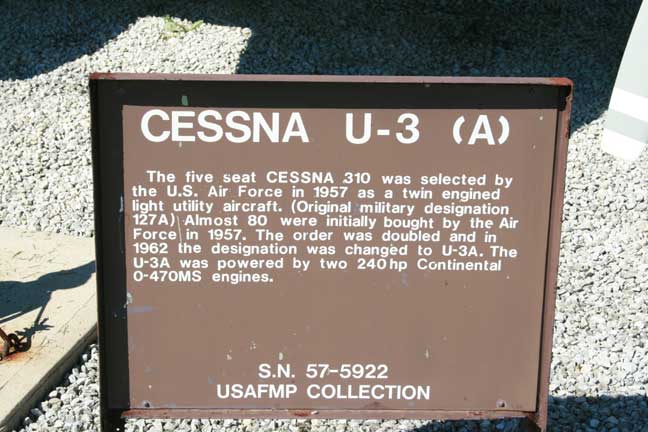 CESSNA U-3 (A)
The five seat CESSNA 310 was selected by
the U.S. Air Force in 1957 as a twin engined
light utility aircraft. (Original military designation
127A) Almost 80 were initially bought by the Air
Force in 1957. The order was doubled and in
1962 the designation was changed to U-3A. The
U-3A was powered by two 240hp Continental
0-470MS engines.
S.N. 57-5922
USAFMP COLLECTION